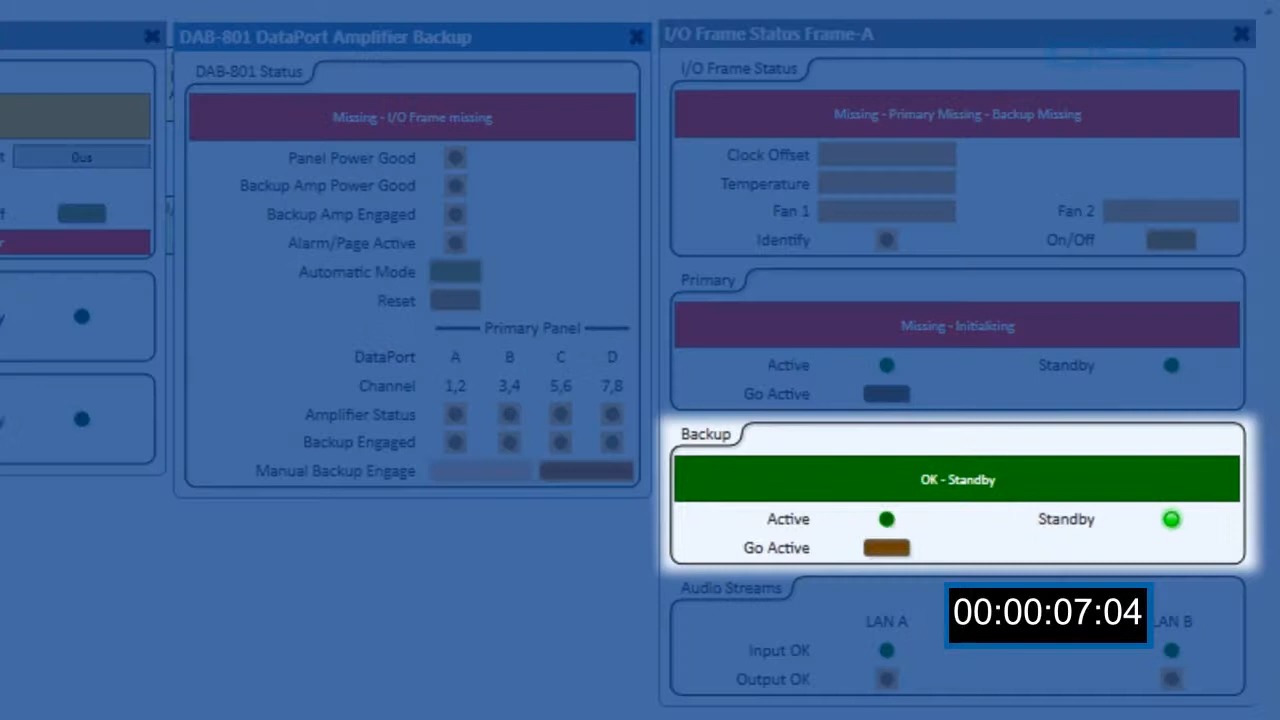 DAB-801 DataPort Amplifier Backup
DAB-801 Status
Missing - I/O Frame missing
Panel Power Good
Backup Amp Power Good
Backup Amp Engaged
Alarm/Page Active
Automatic Mode
Reset
Primary Panel
DataPort A B C D
Channel 1,2 3,4 5,6 7,8
Amplifier Status
Backup Engaged
Manual Backup Engage
0us
I/O Frame Status Frame-A
I/O Frame Status
Missing - Primary Missing - Backup Missing
Clock Offset
Temperature
Fan 1 Fan 2
Identify On/Off
Primary
Missing - Initializing
Active Standby
Go Active
Backup
OK - Standby
Active Standby
Go Active
Audio Streams
00:00:07:04
LAN A LAN B
Input OK
Output OK